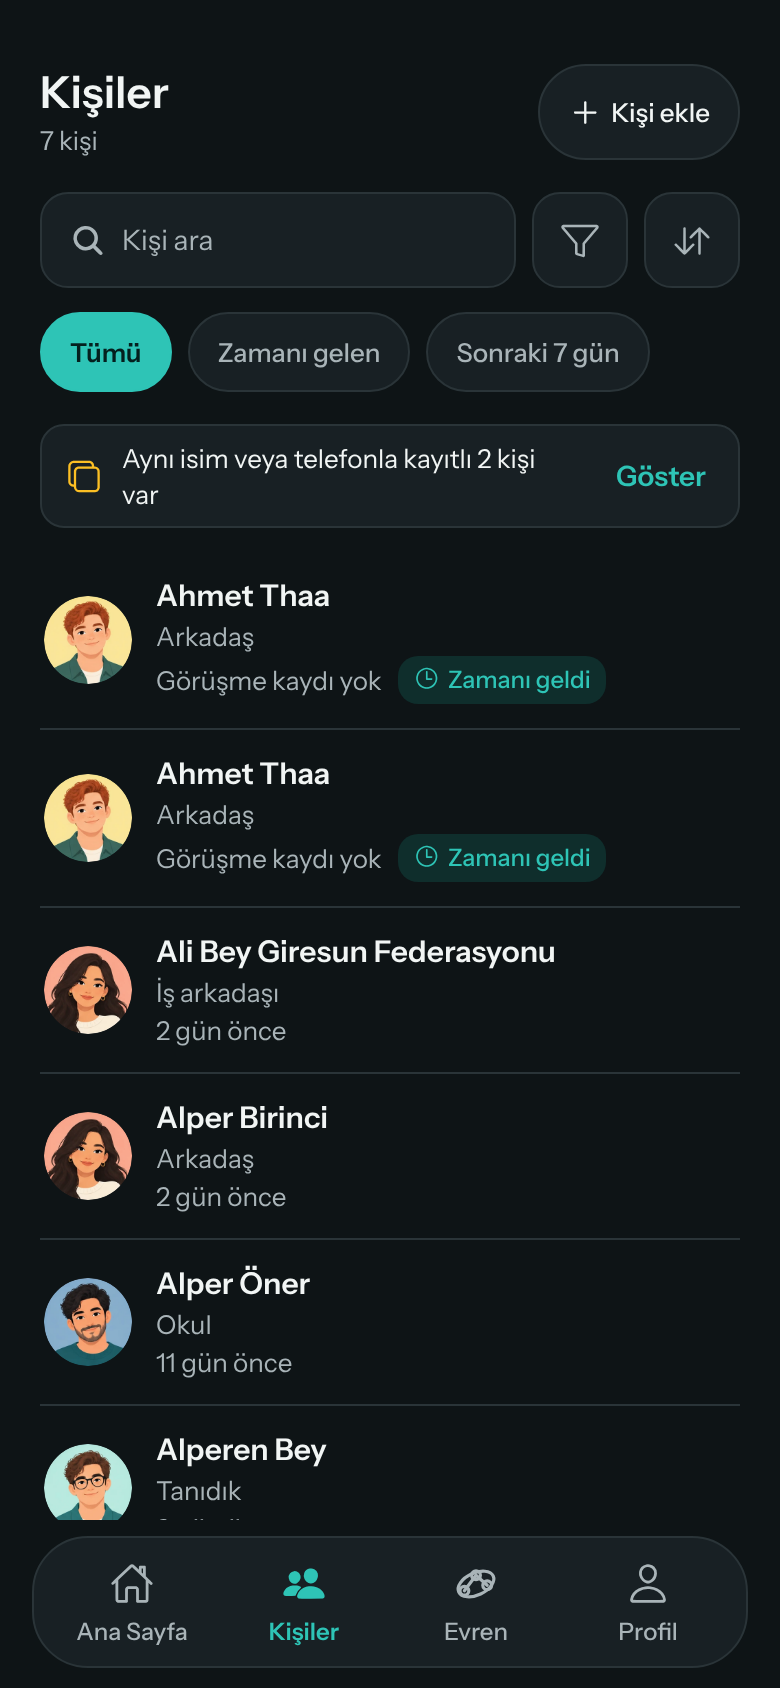 Kişiler
7 kişi
Kişi ekle
Kişi ara
Tümü
Zamanı gelen
Sonraki 7 gün
Aynı isim veya telefonla kayıtlı 2 kişi
var
Göster
Ahmet Thaa
Arkadaş
Görüşme kaydı yok
Zamanı geldi
Ahmet Thaa
Arkadaş
Görüşme kaydı yok
Zamanı geldi
Ali Bey Giresun Federasyonu
İş arkadaşı
2 gün önce
Alper Birinci
Arkadaş
2 gün önce
Alper Öner
Okul
11 gün önce
Alperen Bey
Tanıdık
Ana Sayfa
Kişiler
Evren
Profil